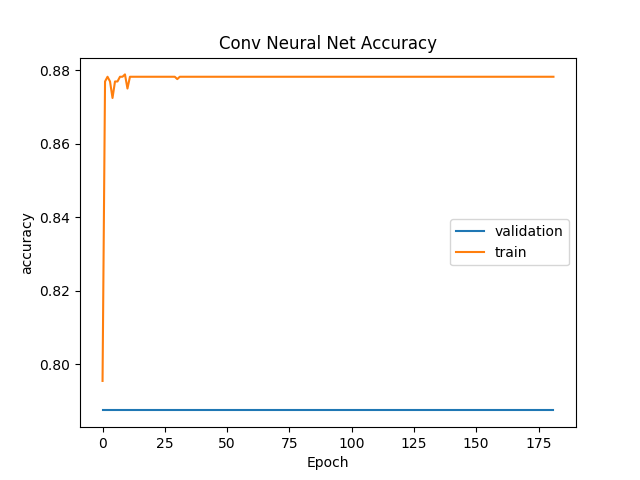 Conv Neural Net Accuracy
0.88
0.86
0.84
0.82
0.80
accuracy
validation
train
0 25 50 75 100 125 150 175
Epoch